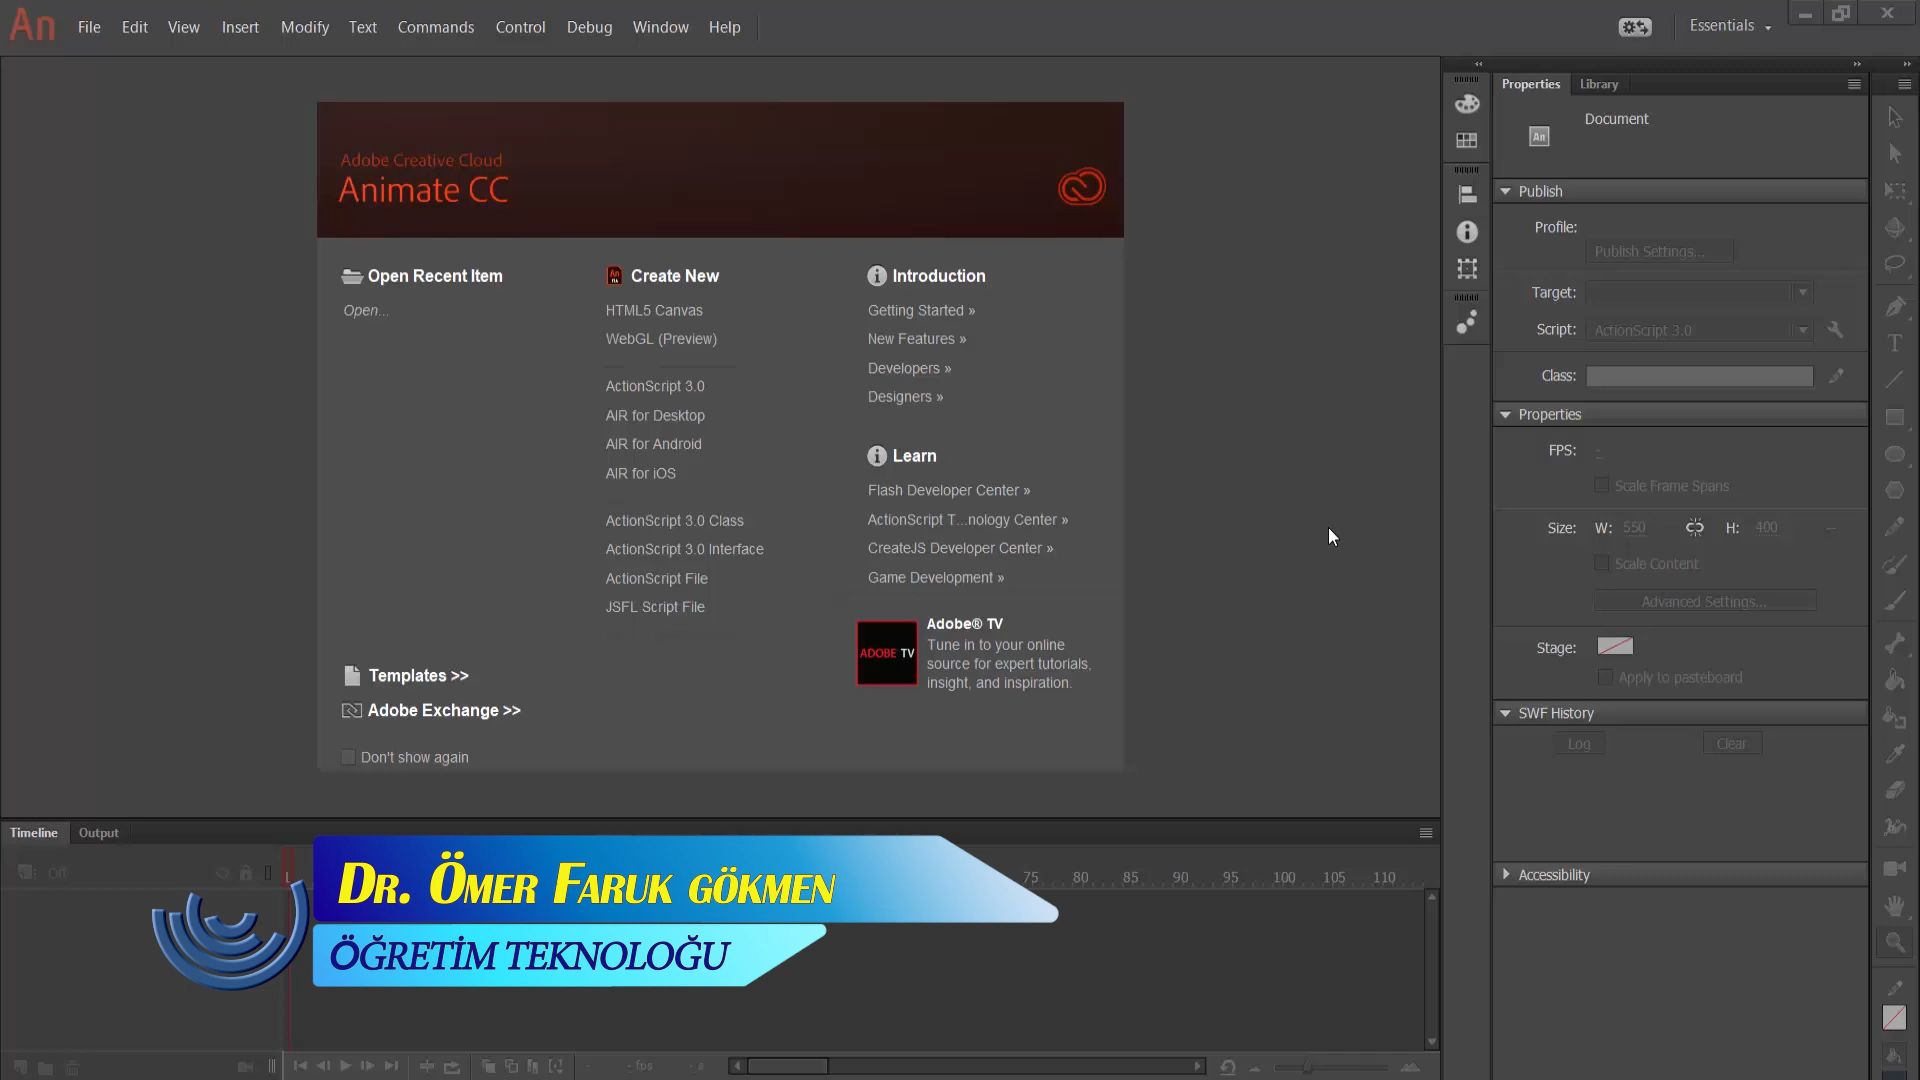 An File Edit View Insert Modify Text Commands Control Debug Window Help Essentials
Properties Library
An Document
Publish
Profile:
Publish Settings...
Target:
Script: ActionScript 3.0
Class:
Properties
FPS: -
Scale Frame Spans
Size: W: 550 H: 400
Scale Content
Advanced Settings...
Stage:
Apply to pasteboard
SWF History
Log Clear
Accessibility
Adobe Creative Cloud
Animate CC
Open Recent Item
Open...
Templates >>
Adobe Exchange >>
Don't show again
Create New
HTML5 Canvas
WebGL (Preview)
ActionScript 3.0
AIR for Desktop
AIR for Android
AIR for iOS
ActionScript 3.0 Class
ActionScript 3.0 Interface
ActionScript File
JSFL Script File
Introduction
Getting Started »
New Features »
Developers »
Designers »
Learn
Flash Developer Center »
ActionScript T...nology Center »
CreateJS Developer Center »
Game Development »
ADOBE TV
Adobe® TV
Tune in to your online
source for expert tutorials,
insight, and inspiration.
Timeline Output
Off
75 80 85 90 95 100 105 110
DR. ÖMER FARUK GÖKMEN
ÖĞRETİM TEKNOLOĞU
- fps - s